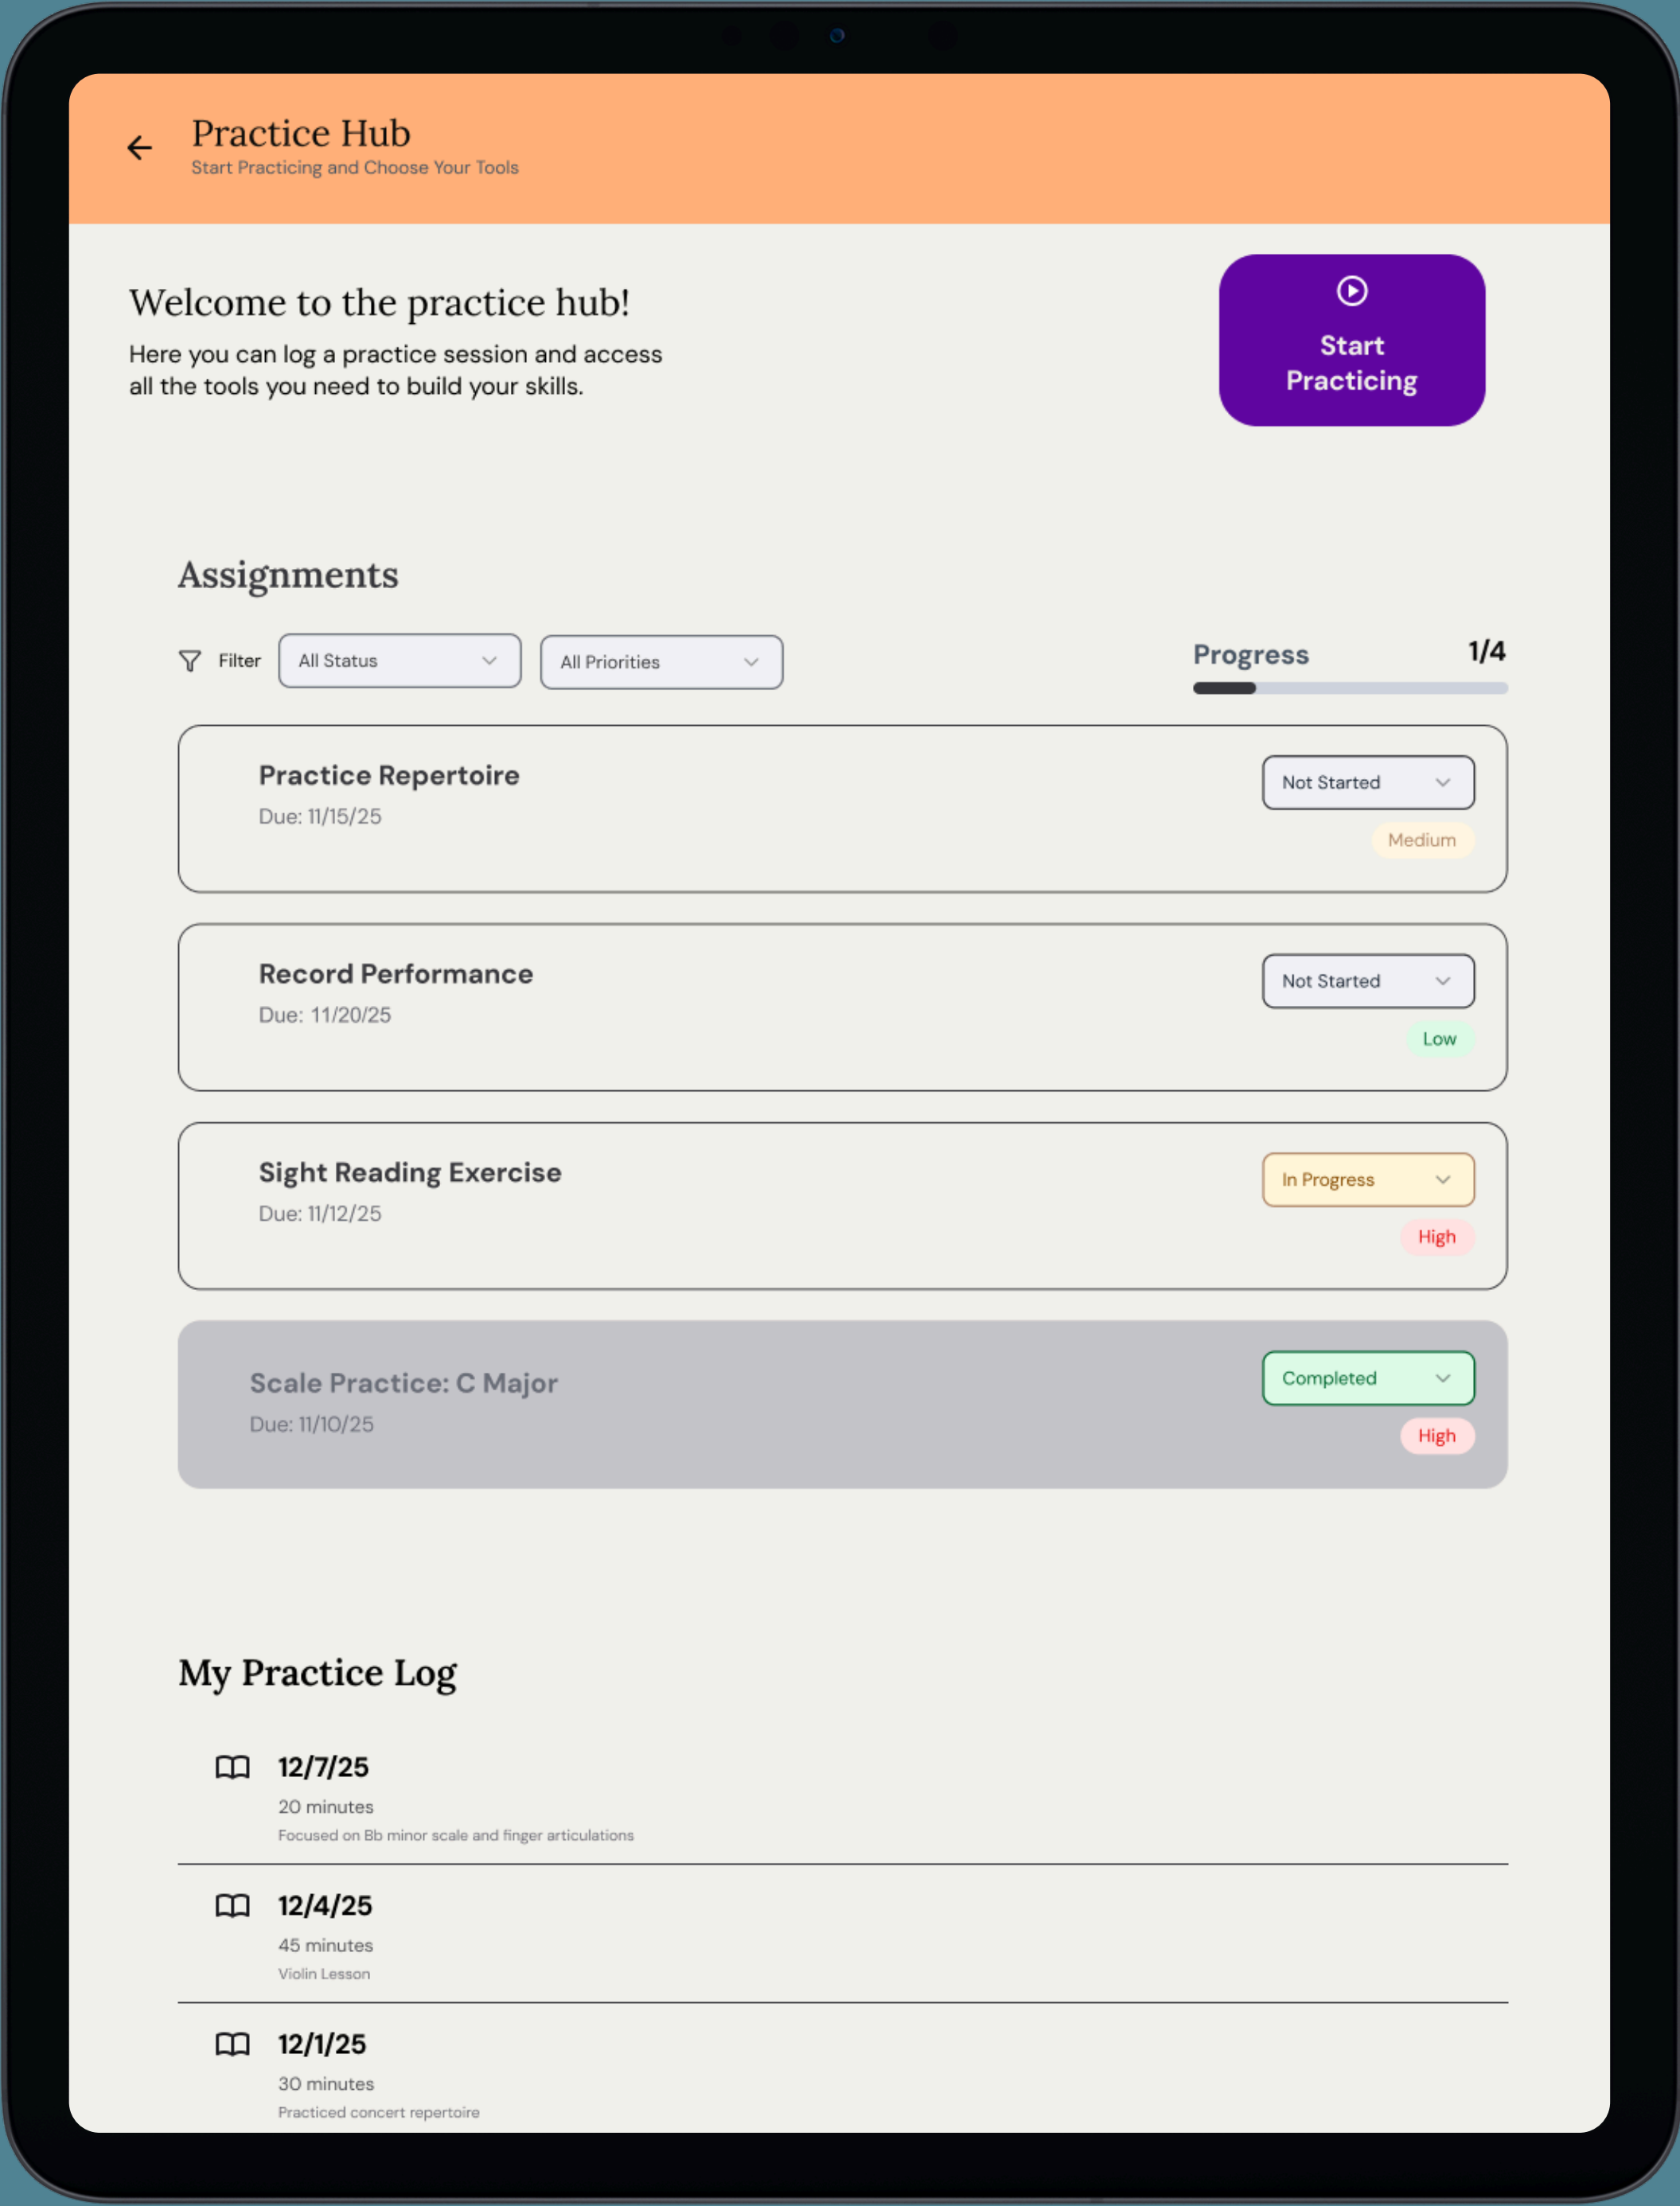 Practice Hub
Start Practicing and Choose Your Tools
Welcome to the practice hub!
Here you can log a practice session and access
all the tools you need to build your skills.
Start
Practicing
Assignments
Filter
All Status
All Priorities
Progress
1/4
Practice Repertoire
Due: 11/15/25
Not Started
Medium
Record Performance
Due: 11/20/25
Not Started
Low
Sight Reading Exercise
Due: 11/12/25
In Progress
High
Scale Practice: C Major
Due: 11/10/25
Completed
High
My Practice Log
12/7/25
20 minutes
Focused on Bb minor scale and finger articulations
12/4/25
45 minutes
Violin Lesson
12/1/25
30 minutes
Practiced concert repertoire